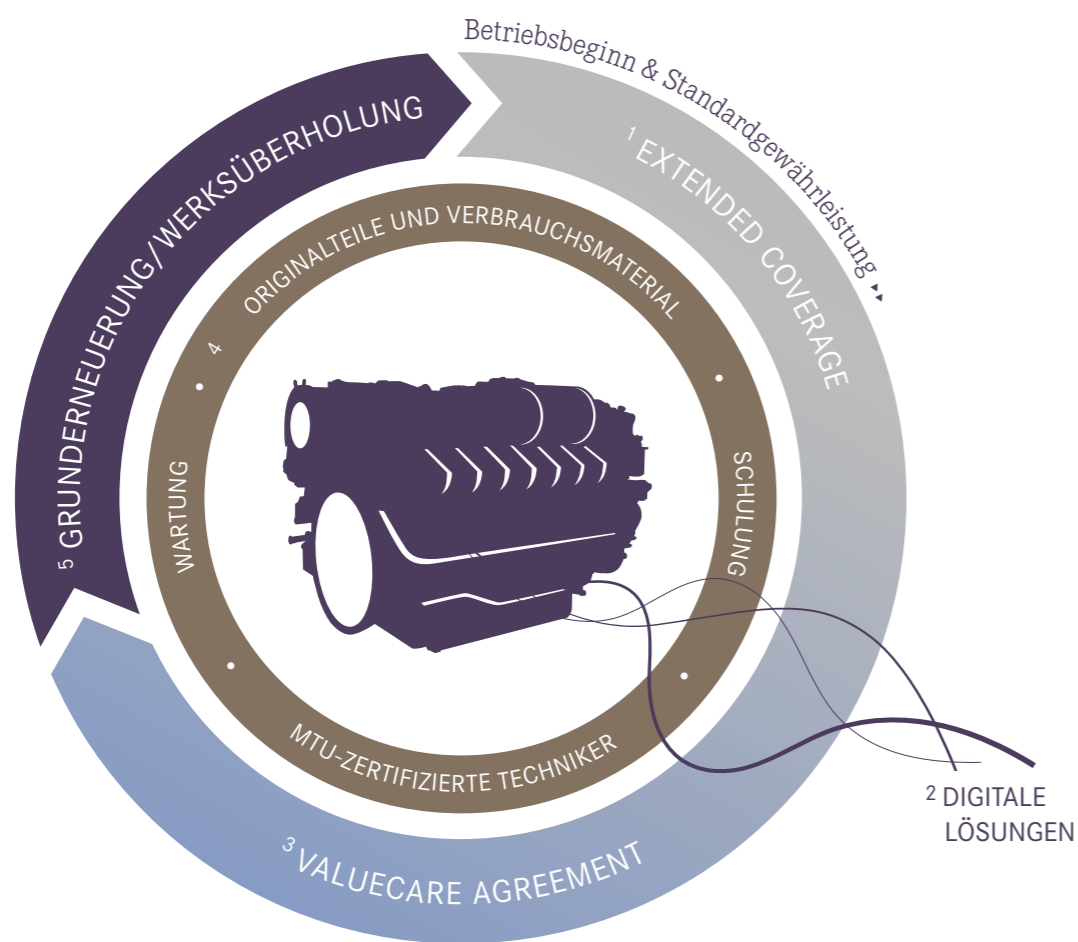 Betriebsbeginn & Standardgewährleistung
1 EXTENDED COVERAGE
2 DIGITALE
LÖSUNGEN
3 VALUECARE AGREEMENT
5 GRUNDERNEUERUNG/WERKSÜBERHOLUNG
4 ORIGINALTEILE UND VERBRAUCHSMATERIAL
SCHULUNG
MTU-ZERTIFIZIERTE TECHNIKER
WARTUNG